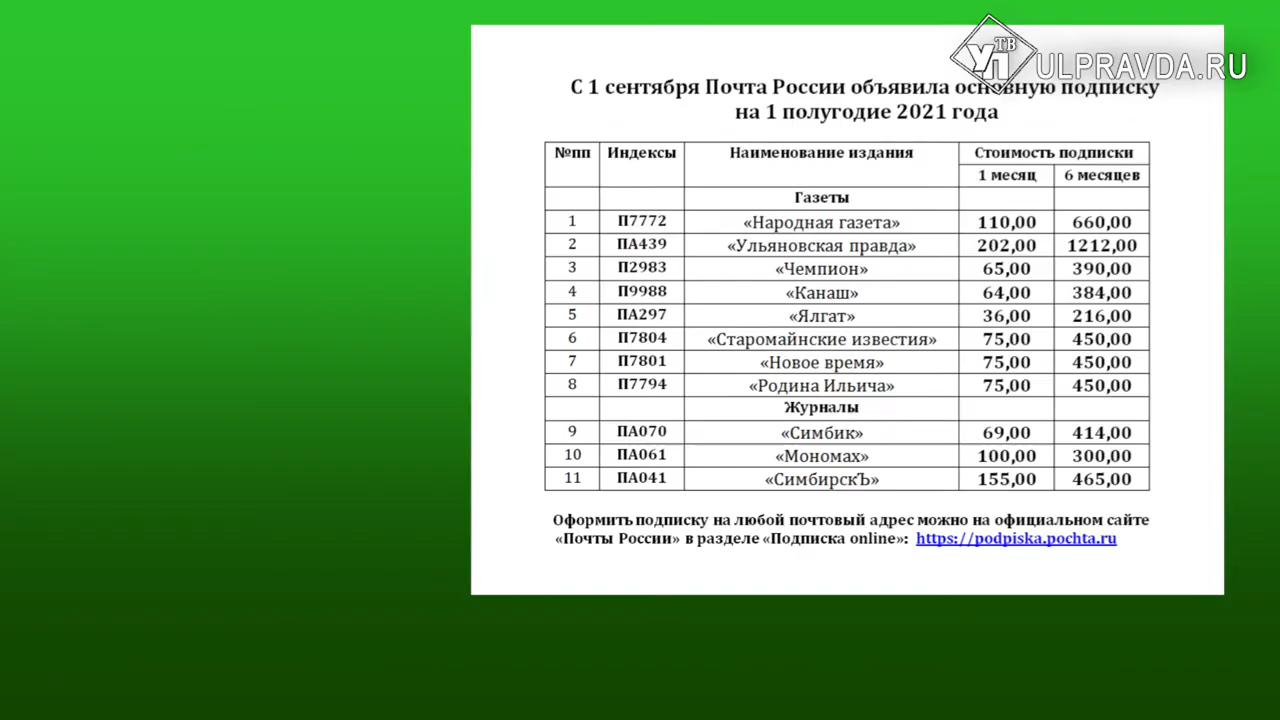 УП ТВ ULPRAVDA.RU
С 1 сентября Почта России объявила основную подписку
на 1 полугодие 2021 года
№пп Индексы Наименование издания Стоимость подписки
1 месяц 6 месяцев
Газеты
1 П7772 «Народная газета» 110,00 660,00
2 ПА439 «Ульяновская правда» 202,00 1212,00
3 П2983 «Чемпион» 65,00 390,00
4 П9988 «Канаш» 64,00 384,00
5 ПА297 «Ялгат» 36,00 216,00
6 П7804 «Старомайнские известия» 75,00 450,00
7 П7801 «Новое время» 75,00 450,00
8 П7794 «Родина Ильича» 75,00 450,00
Журналы
9 ПА070 «Симбик» 69,00 414,00
10 ПА061 «Мономах» 100,00 300,00
11 ПА041 «СимбирскЪ» 155,00 465,00
Оформить подписку на любой почтовый адрес можно на официальном сайте
«Почты России» в разделе «Подписка online»: https://podpiska.pochta.ru